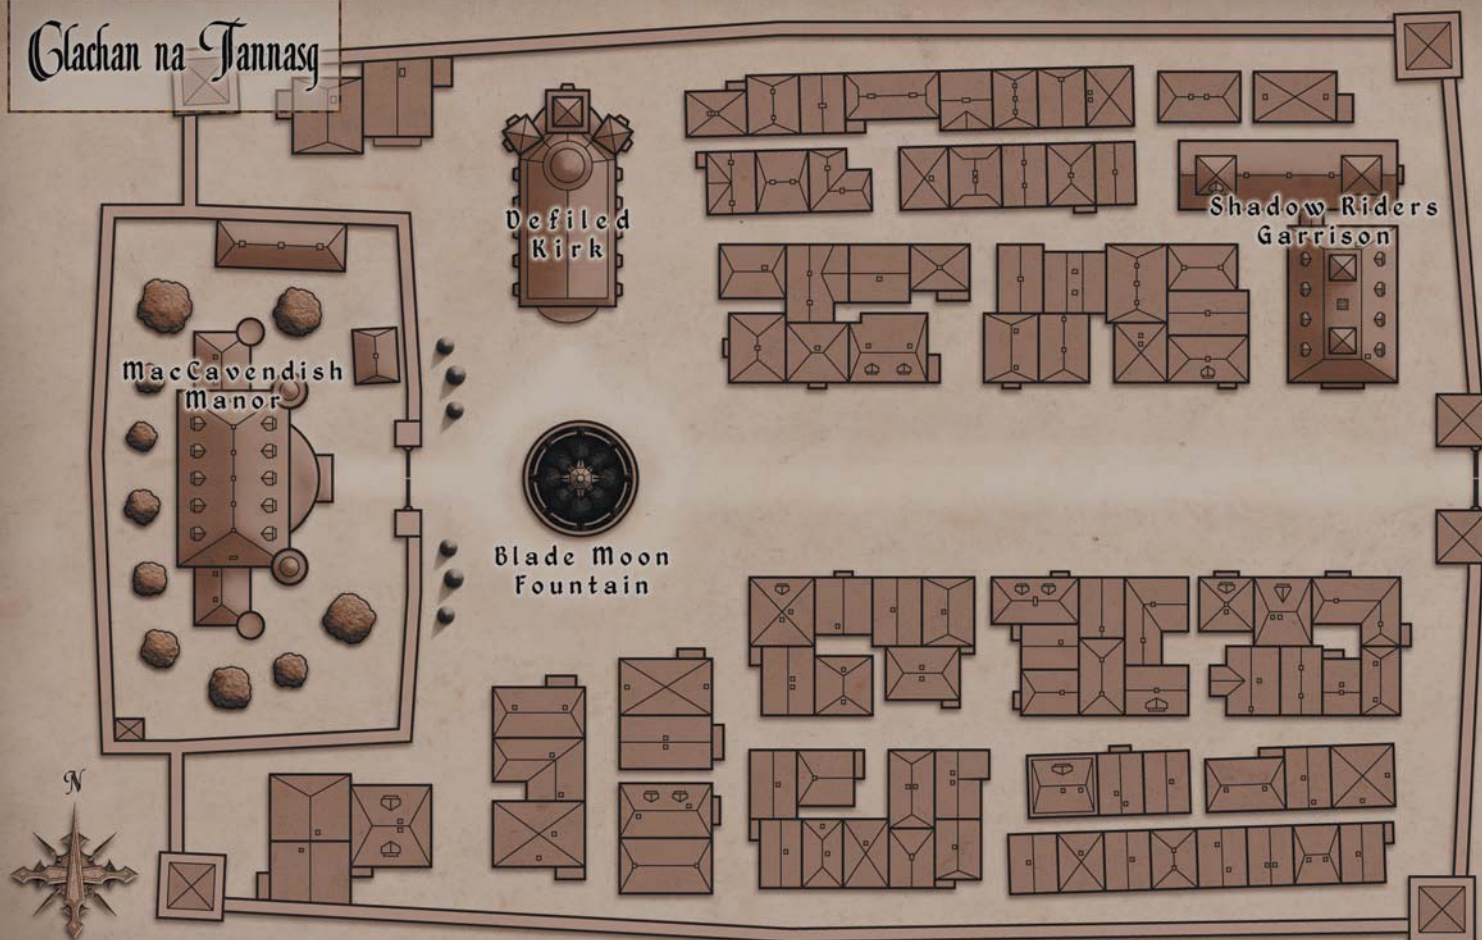 Clachan na Tannasg
Defiled
Kirk
Shadow Riders
Garrison
MacCavendish
Manor
Blade Moon
Fountain
N